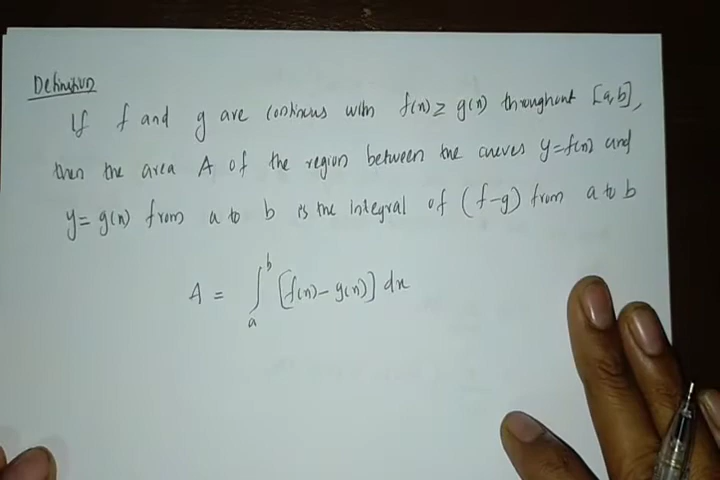 Definition
If f and g are continous with f(x) ≥ g(x) throughout [a,b],
then the area A of the region between the curves y=f(x) and
y= g(x) from a to b is the integral of (f-g) from a to b
A = ∫_a^b [f(x) - g(x)] dx